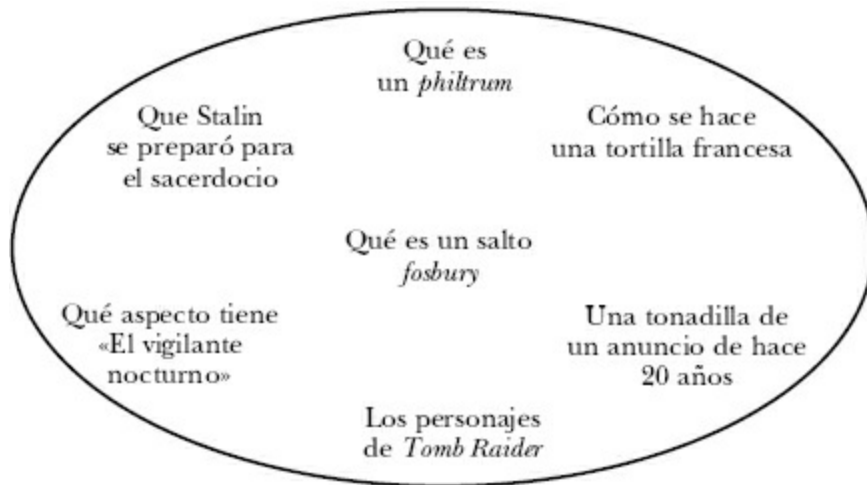 Qué es
un philtrum
Que Stalin
se preparó para
el sacerdocio
Cómo se hace
una tortilla francesa
Qué es un salto
fosbury
Qué aspecto tiene
«El vigilante
nocturno»
Una tonadilla de
un anuncio de hace
20 años
Los personajes
de Tomb Raider